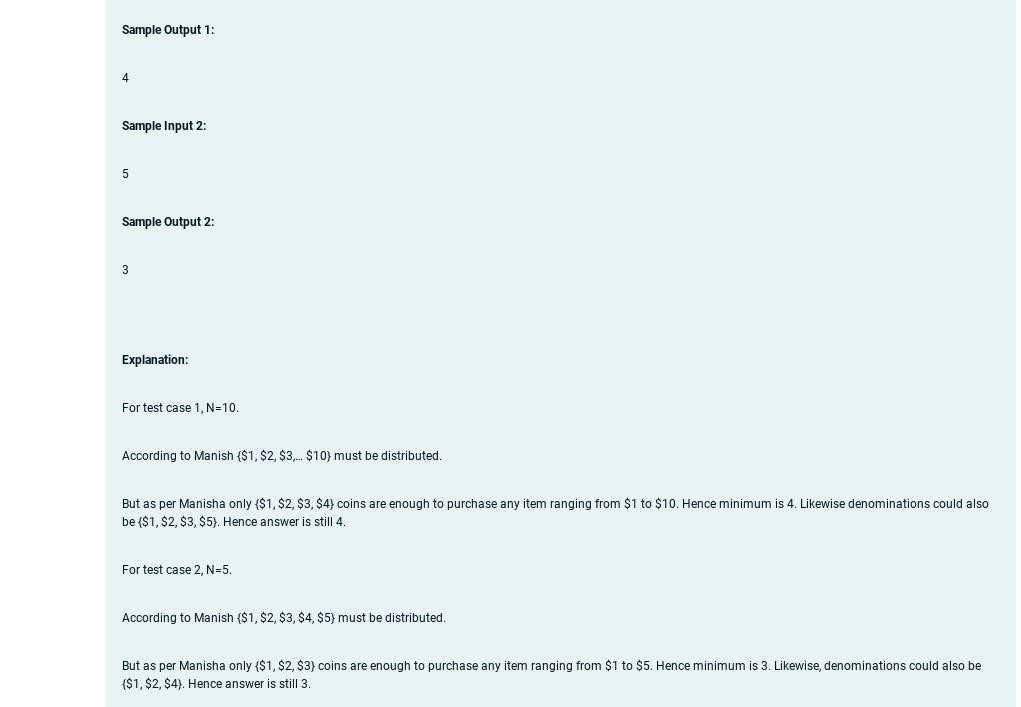 Sample Output 1:
4
Sample Input 2:
5
Sample Output 2:
3
Explanation:
For test case 1, N=10.
According to Manish {$1, $2, $3,... $10} must be distributed.
But as per Manisha only {$1, $2, $3, $4} coins are enough to purchase any item ranging from $1 to $10. Hence minimum is 4. Likewise denominations could also
be {$1, $2, $3, $5}. Hence answer is still 4.
For test case 2, N=5.
According to Manish {$1, $2, $3, $4, $5} must be distributed.
But as per Manisha only {$1, $2, $3} coins are enough to purchase any item ranging from $1 to $5. Hence minimum is 3. Likewise, denominations could also be
{$1, $2, $4}. Hence answer is still 3.